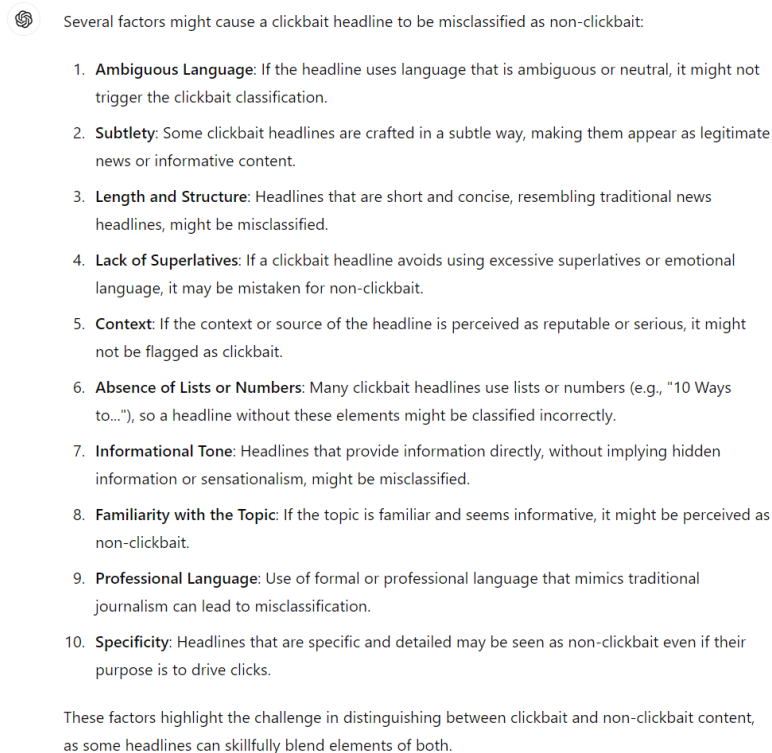 Several factors might cause a clickbait headline to be misclassified as non-clickbait:
1. Ambiguous Language: If the headline uses language that is ambiguous or neutral, it might not
trigger the clickbait classification.
2. Subtlety: Some clickbait headlines are crafted in a subtle way, making them appear as legitimate
news or informative content.
3. Length and Structure: Headlines that are short and concise, resembling traditional news
headlines, might be misclassified.
4. Lack of Superlatives: If a clickbait headline avoids using excessive superlatives or emotional
language, it may be mistaken for non-clickbait.
5. Context: If the context or source of the headline is perceived as reputable or serious, it might
not be flagged as clickbait.
6. Absence of Lists or Numbers: Many clickbait headlines use lists or numbers (e.g., "10 Ways
to..."), so a headline without these elements might be classified incorrectly.
7. Informational Tone: Headlines that provide information directly, without implying hidden
information or sensationalism, might be misclassified.
8. Familiarity with the Topic: If the topic is familiar and seems informative, it might be perceived as
non-clickbait.
9. Professional Language: Use of formal or professional language that mimics traditional
journalism can lead to misclassification.
10. Specificity: Headlines that are specific and detailed may be seen as non-clickbait even if their
purpose is to drive clicks.
These factors highlight the challenge in distinguishing between clickbait and non-clickbait content,
as some headlines can skillfully blend elements of both.